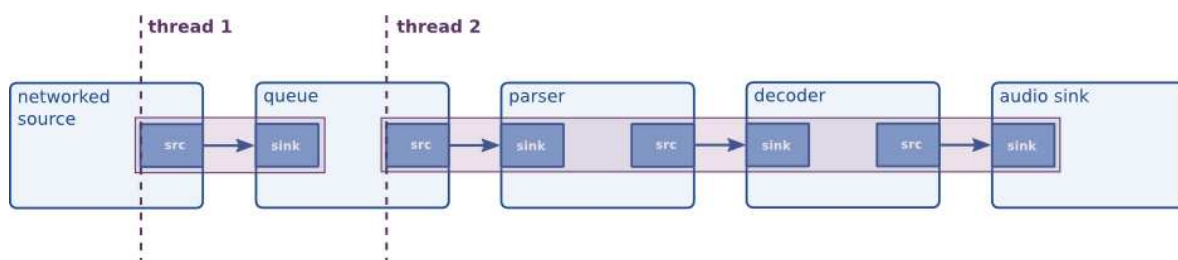 thread 1
thread 2
networked
source
queue
parser
decoder
audio sink
src
sink
src
sink
src
sink
src
sink